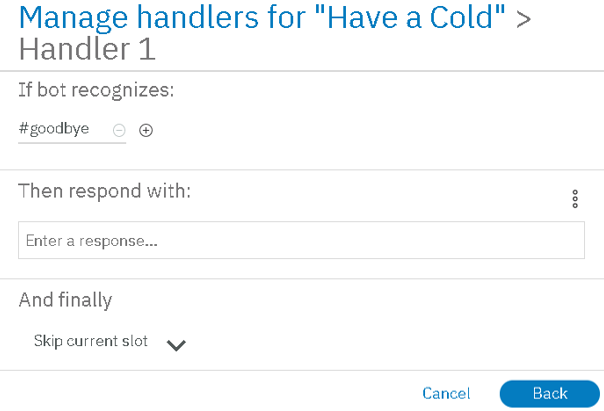 Manage handlers for "Have a Cold" >
Handler 1
If bot recognizes:
#goodbye
Then respond with:
Enter a response...
And finally
Skip current slot
Cancel Back